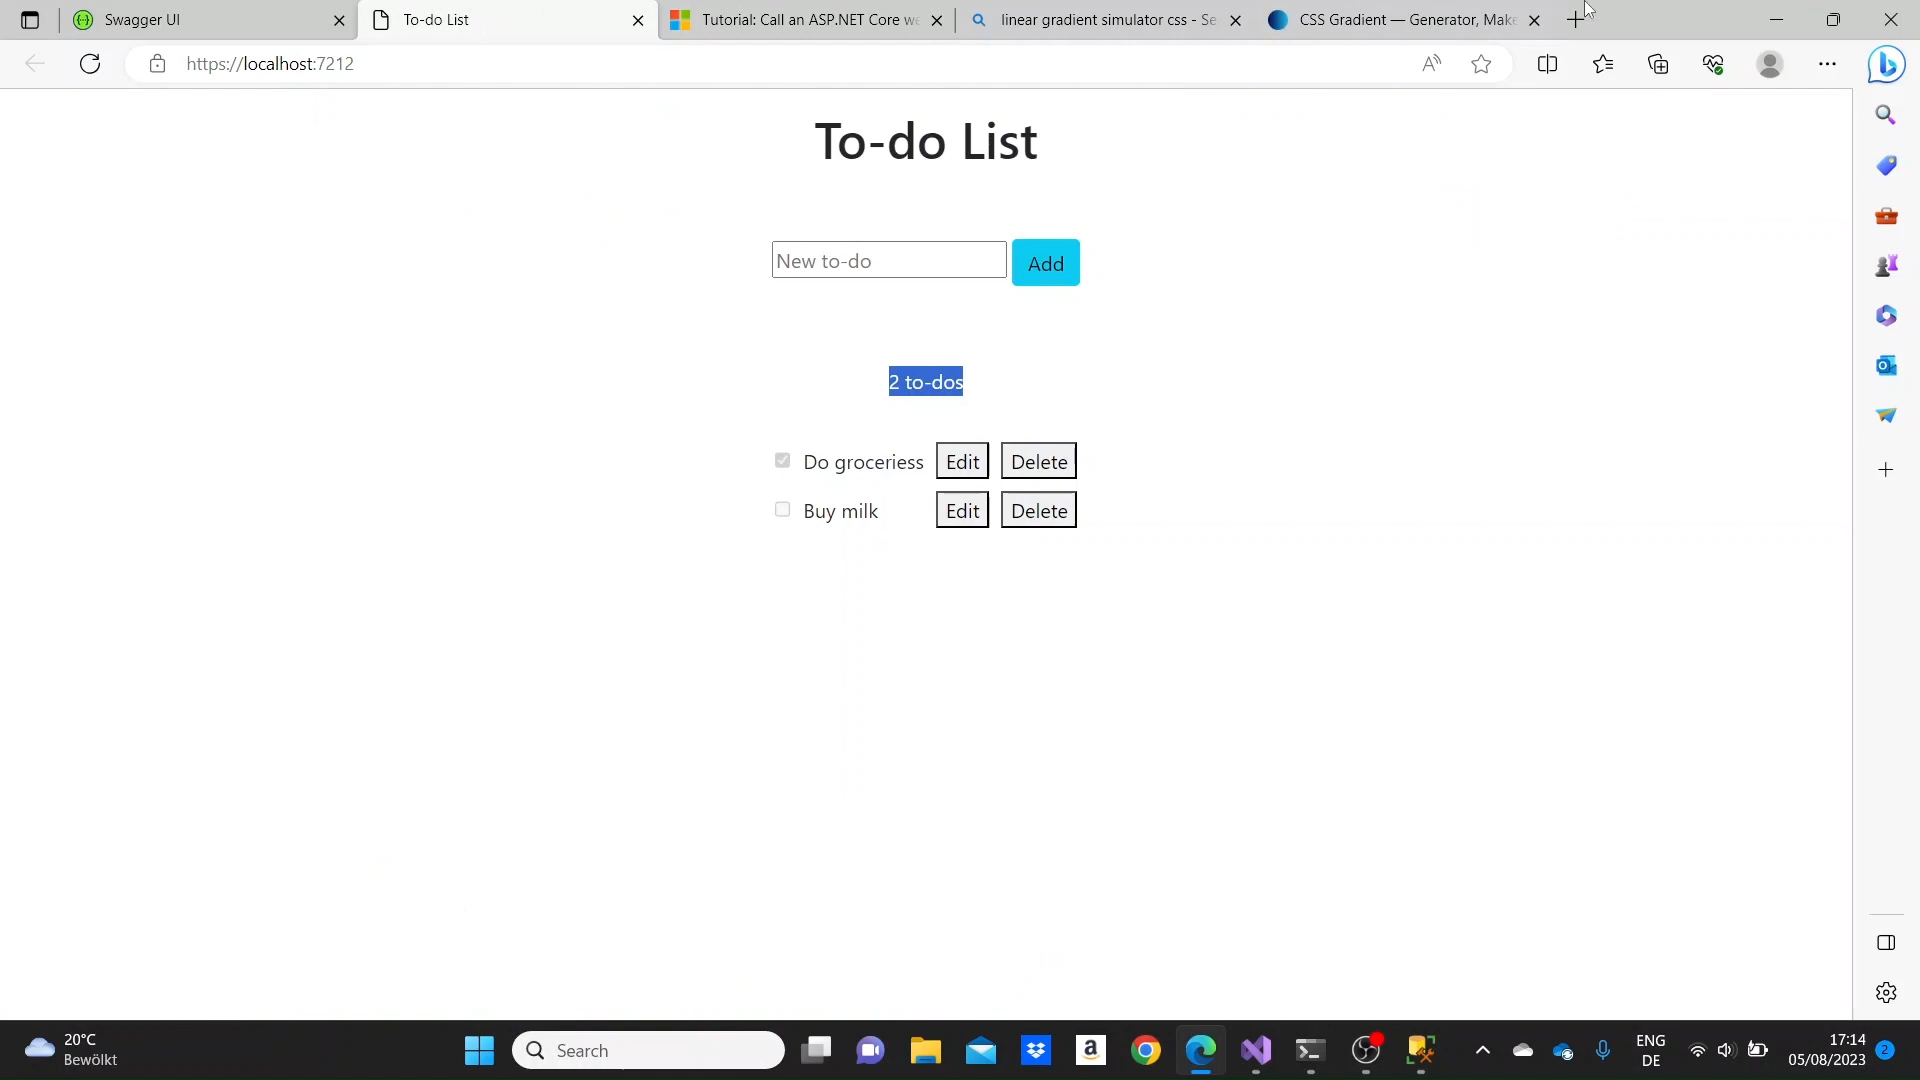 Swagger UI
To-do List
Tutorial: Call an ASP.NET Core we
linear gradient simulator css - Se
CSS Gradient — Generator, Make
https://localhost:7212
To-do List
New to-do
Add
2 to-dos
Do groceriess Edit Delete
Buy milk Edit Delete
20°C
Bewölkt
Search
ENG
DE
17:14
05/08/2023
2